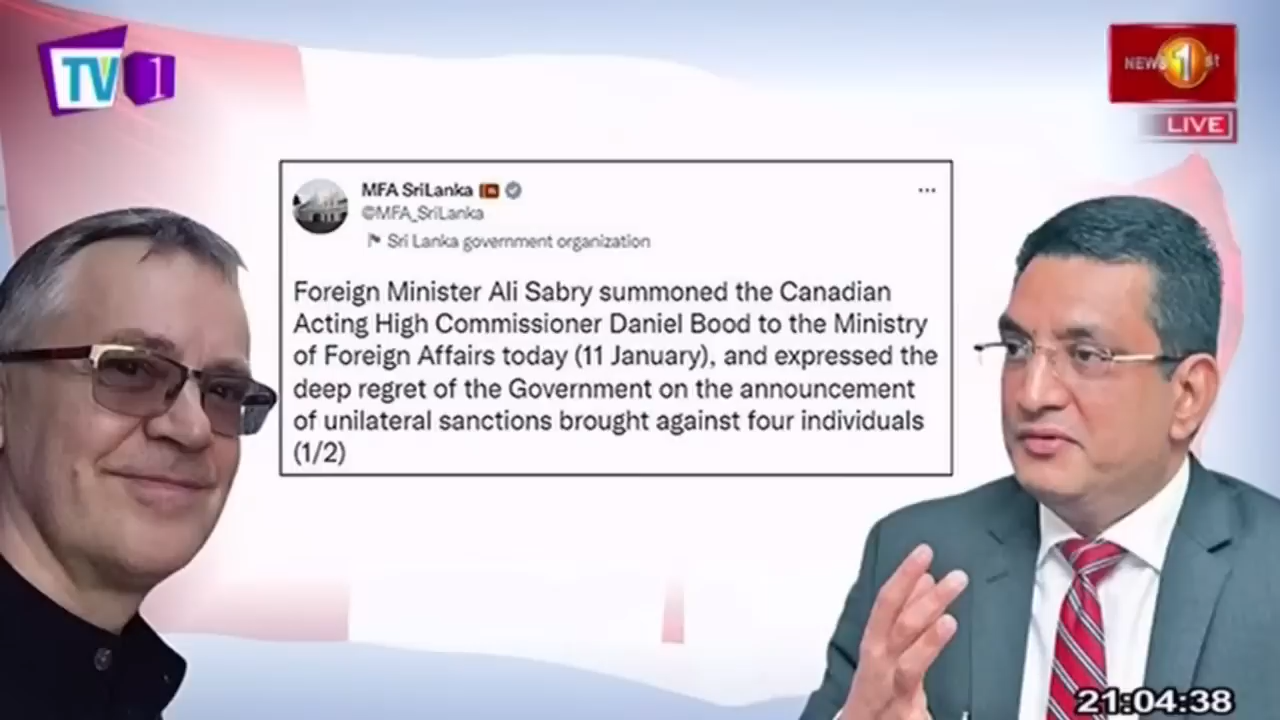 TV 1
NEWS 1st
LIVE
MFA SriLanka
@MFA_SriLanka
Sri Lanka government organization
Foreign Minister Ali Sabry summoned the Canadian
Acting High Commissioner Daniel Bood to the Ministry
of Foreign Affairs today (11 January), and expressed the
deep regret of the Government on the announcement
of unilateral sanctions brought against four individuals
(1/2)
21:04:38